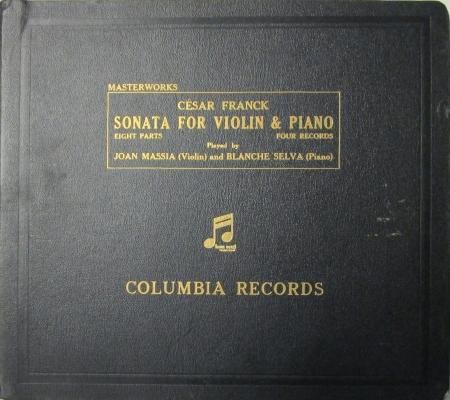 MASTERWORKS
CÉSAR FRANCK
SONATA FOR VIOLIN & PIANO
EIGHT PARTS FOUR RECORDS
Played by
JOAN MASSIA (Violin) and BLANCHE SELVA (Piano)
COLUMBIA RECORDS